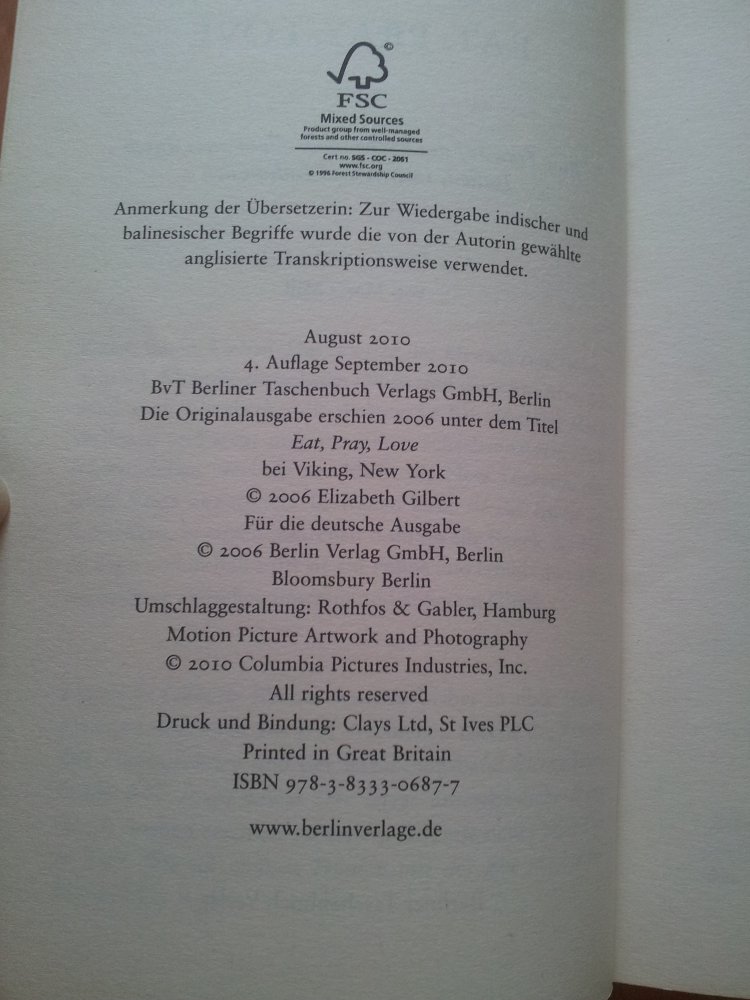 ©
FSC
Mixed Sources
Product group from well-managed
forests and other controlled sources
Cert no. SGS - COC - 2061
www.fsc.org
© 1996 Forest Stewardship Council
Anmerkung der Übersetzerin: Zur Wiedergabe indischer und
balinesischer Begriffe wurde die von der Autorin gewählte
anglisierte Transkriptionsweise verwendet.
August 2010
4. Auflage September 2010
BvT Berliner Taschenbuch Verlags GmbH, Berlin
Die Originalausgabe erschien 2006 unter dem Titel
Eat, Pray, Love
bei Viking, New York
© 2006 Elizabeth Gilbert
Für die deutsche Ausgabe
© 2006 Berlin Verlag GmbH, Berlin
Bloomsbury Berlin
Umschlaggestaltung: Rothfos & Gabler, Hamburg
Motion Picture Artwork and Photography
© 2010 Columbia Pictures Industries, Inc.
All rights reserved
Druck und Bindung: Clays Ltd, St Ives PLC
Printed in Great Britain
ISBN 978-3-8333-0687-7
www.berlinverlage.de